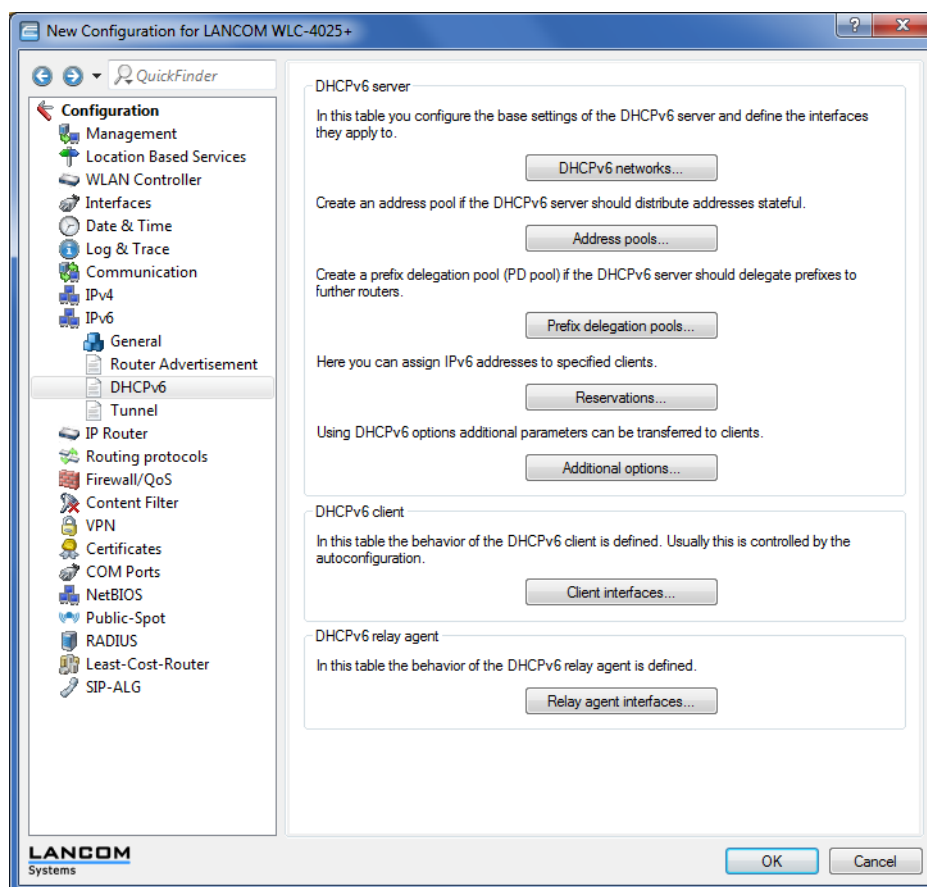 New Configuration for LANCOM WLC-4025+
QuickFinder
Configuration
Management
Location Based Services
WLAN Controller
Interfaces
Date & Time
Log & Trace
Communication
IPv4
IPv6
General
Router Advertisement
DHCPv6
Tunnel
IP Router
Routing protocols
Firewall/QoS
Content Filter
VPN
Certificates
COM Ports
NetBIOS
Public-Spot
RADIUS
Least-Cost-Router
SIP-ALG
DHCPv6 server
In this table you configure the base settings of the DHCPv6 server and define the interfaces
they apply to.
DHCPv6 networks...
Create an address pool if the DHCPv6 server should distribute addresses stateful.
Address pools...
Create a prefix delegation pool (PD pool) if the DHCPv6 server should delegate prefixes to
further routers.
Prefix delegation pools...
Here you can assign IPv6 addresses to specified clients.
Reservations...
Using DHCPv6 options additional parameters can be transferred to clients.
Additional options...
DHCPv6 client
In this table the behavior of the DHCPv6 client is defined. Usually this is controlled by the
autoconfiguration.
Client interfaces...
DHCPv6 relay agent
In this table the behavior of the DHCPv6 relay agent is defined.
Relay agent interfaces...
LANCOM
Systems
OK
Cancel